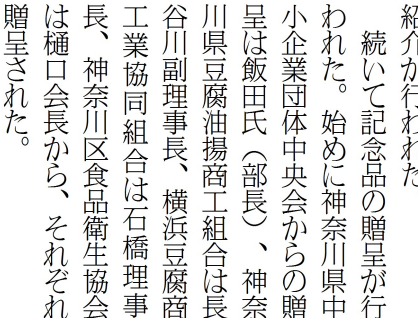 紹介が行われた
続いて記念品の贈呈が行
われた。始めに神奈川県中
小企業団体中央会からの贈
呈は飯田氏（部長）、神奈
川県豆腐油揚商工組合は長
谷川副理事長、横浜豆腐商
工業協同組合は石橋理事
長、神奈川区食品衛生協会
は樋口会長から、それぞれ
贈呈された。